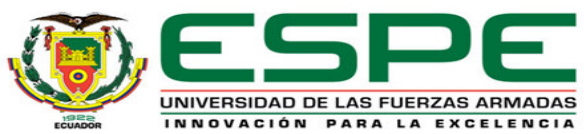 ESPE
UNIVERSIDAD DE LAS FUERZAS ARMADAS
INNOVACIÓN PARA LA EXCELENCIA
1922
ECUADOR